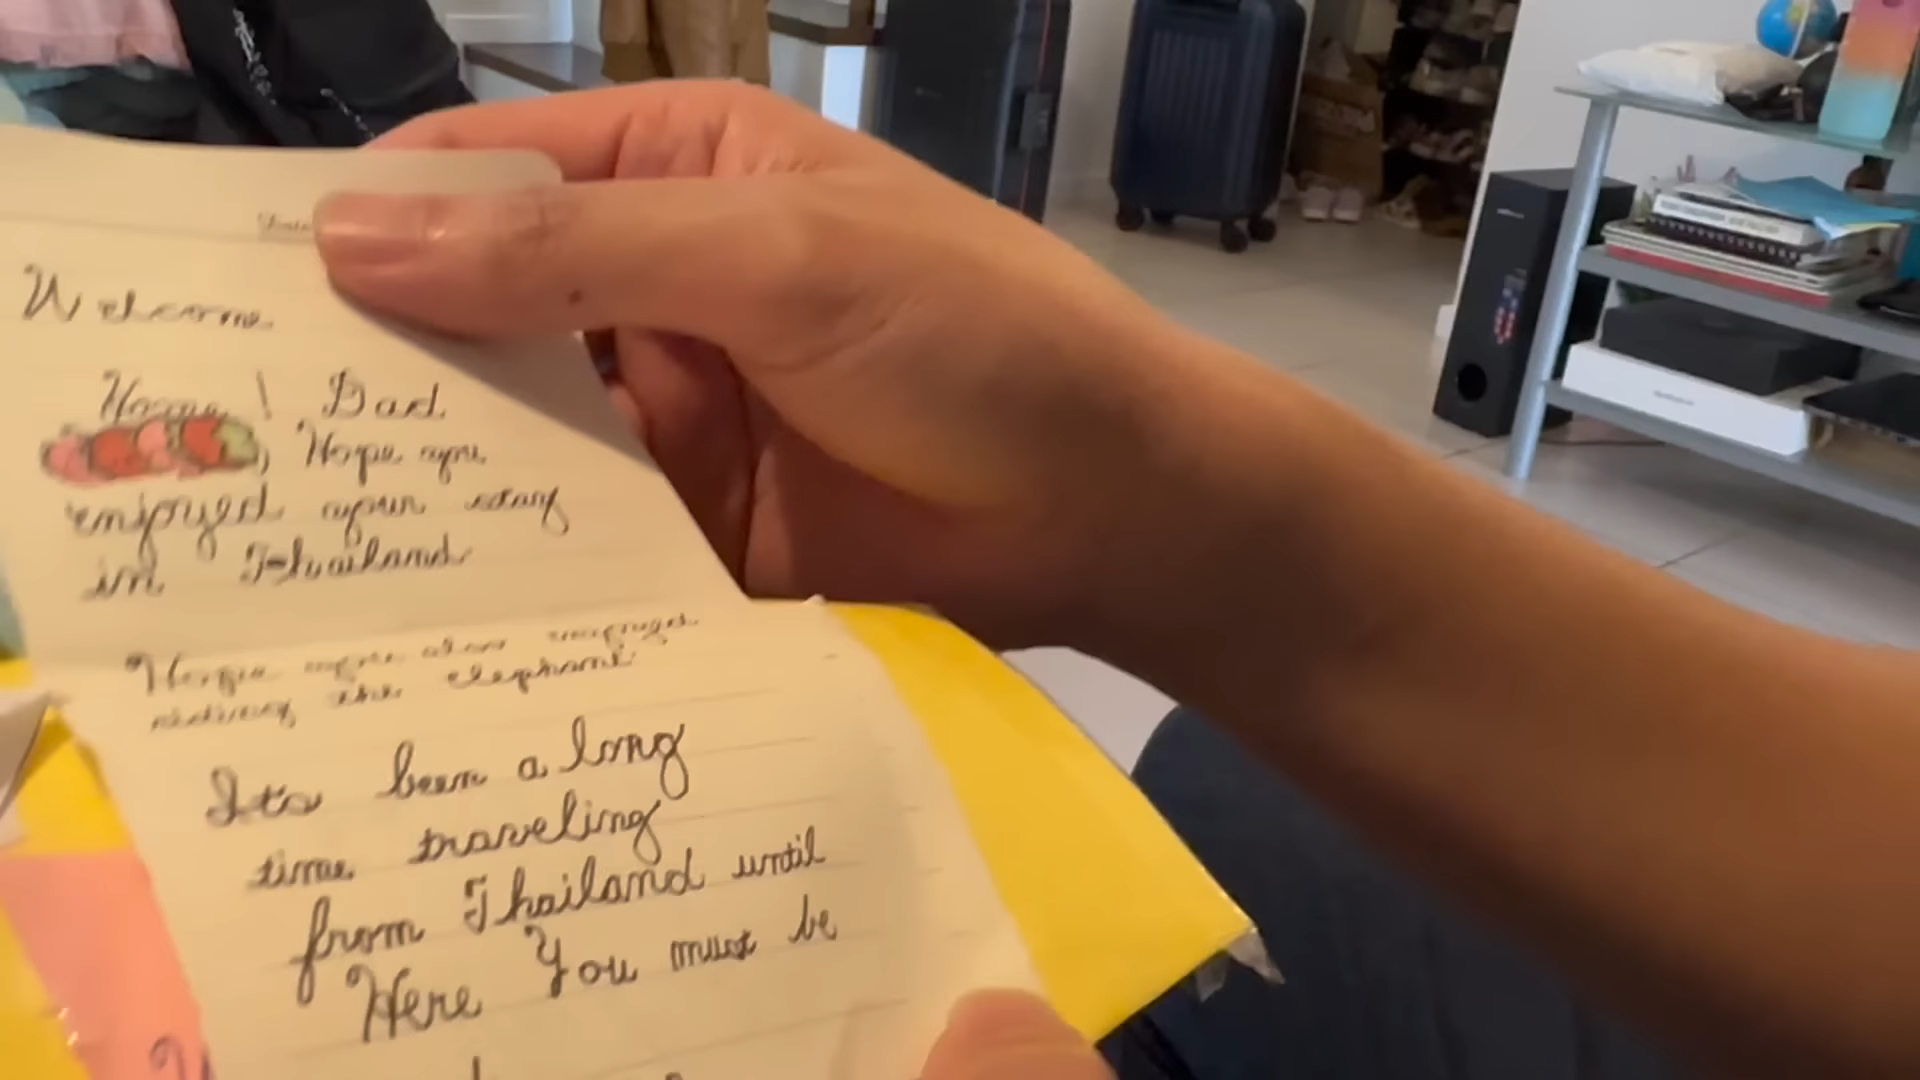 Welcome
Home! Dad
, Hope you
enjoyed your stay
in Thailand
Hope you also enjoyed
riding the elephant
Its been a long
time traveling
from Thailand until
Here You must be